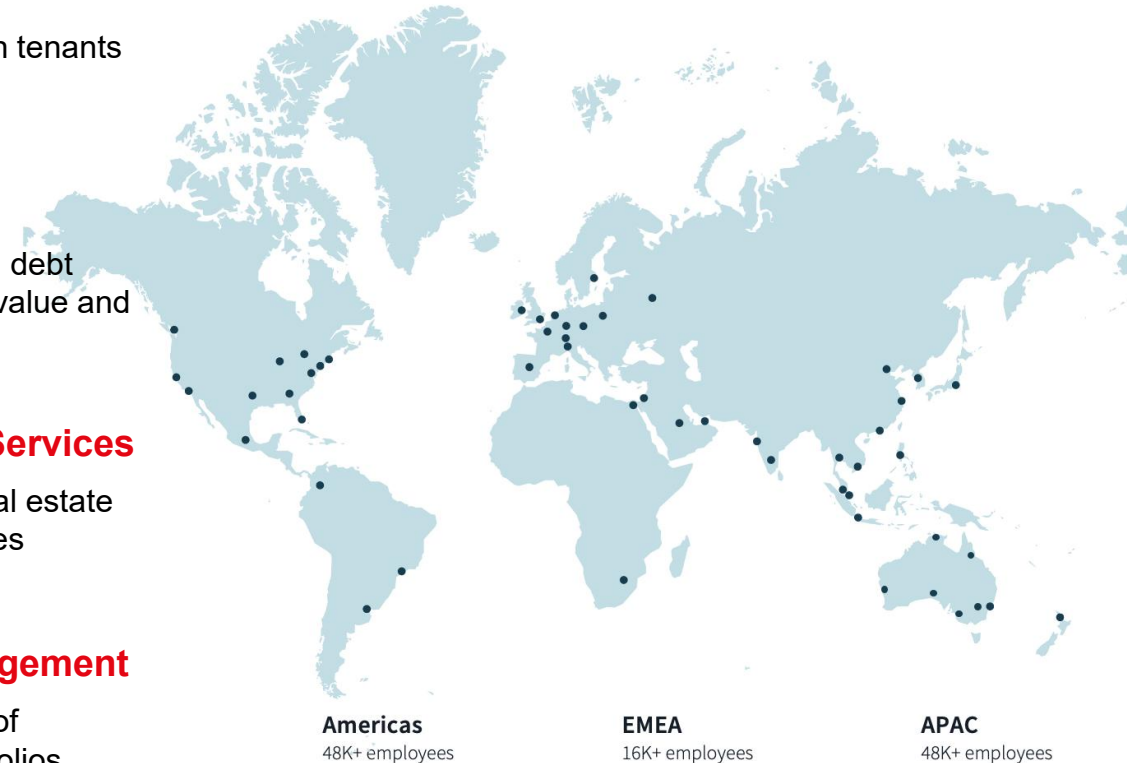 n tenants
debt
value and
Services
al estate
es
gement
of
olios
Americas
48K+ employees
EMEA
16K+ employees
APAC
48K+ employees